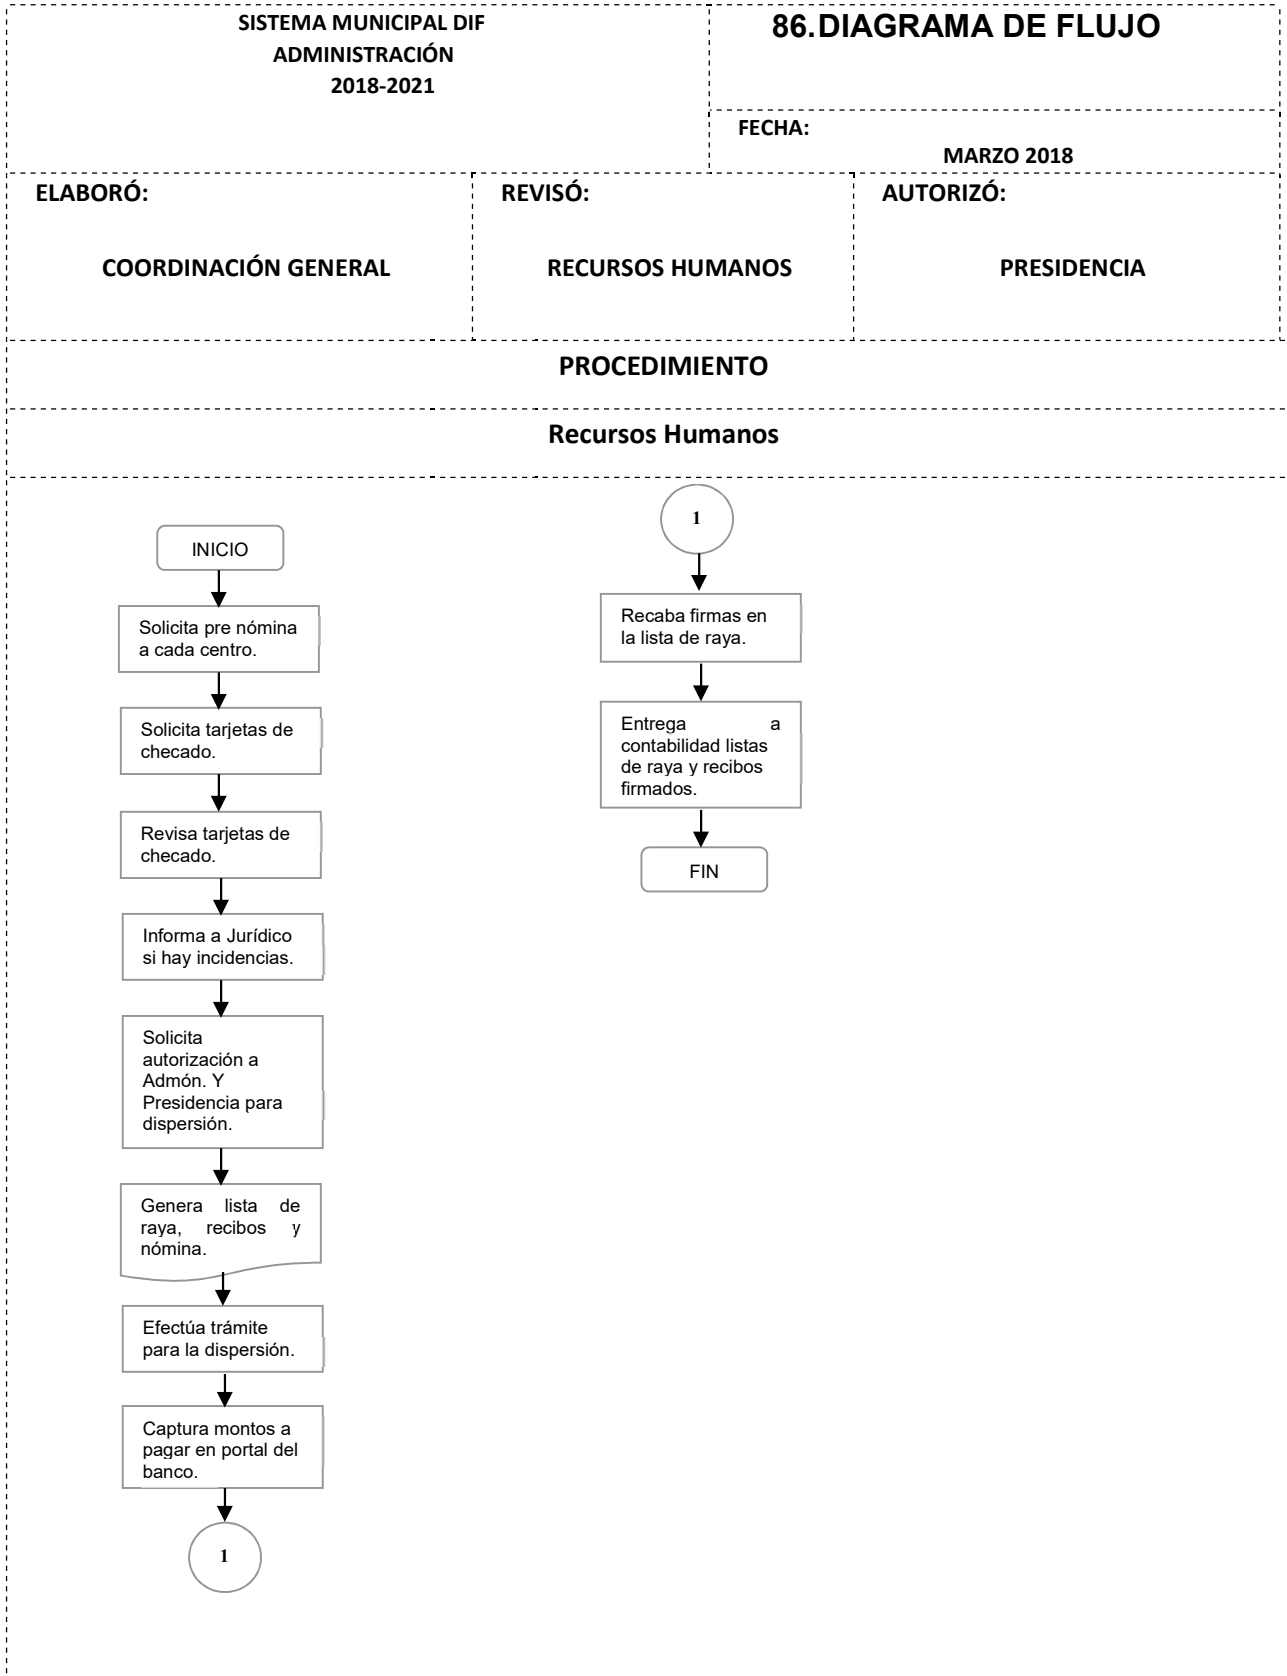 SISTEMA MUNICIPAL DIF
ADMINISTRACIÓN
2018-2021
86.DIAGRAMA DE FLUJO
FECHA:
MARZO 2018
ELABORÓ:
COORDINACIÓN GENERAL
REVISÓ:
RECURSOS HUMANOS
AUTORIZÓ:
PRESIDENCIA
PROCEDIMIENTO
Recursos Humanos
INICIO
Solicita pre nómina
a cada centro.
Solicita tarjetas de
checado.
Revisa tarjetas de
checado.
Informa a Jurídico
si hay incidencias.
Solicita
autorización a
Admón. Y
Presidencia para
dispersión.
Genera lista de
raya, recibos y
nómina.
Efectúa trámite
para la dispersión.
Captura montos a
pagar en portal del
banco.
1
1
Recaba firmas en
la lista de raya.
Entrega a
contabilidad listas
de raya y recibos
firmados.
FIN